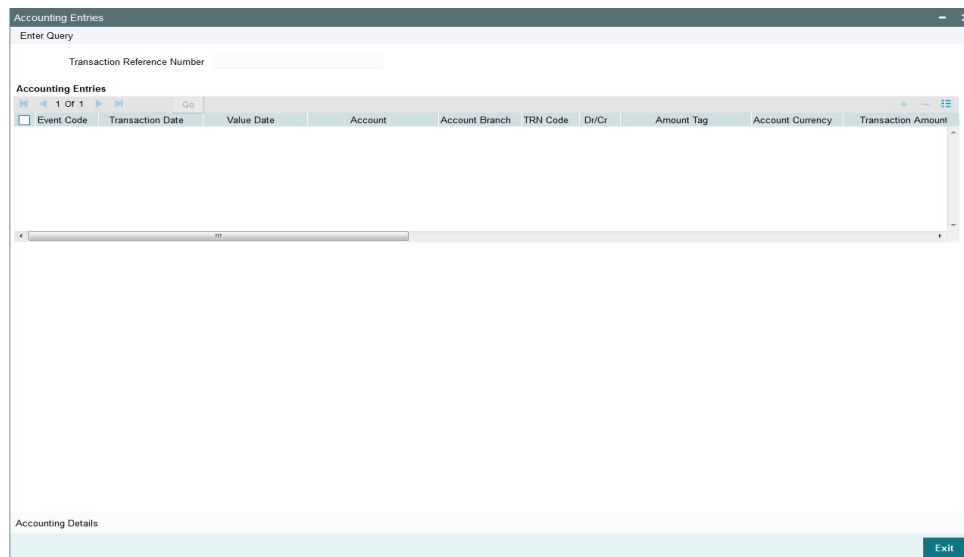 Accounting Entries
Enter Query
Transaction Reference Number
Accounting Entries
1 Of 1 Go
Event Code Transaction Date Value Date Account Account Branch TRN Code Dr/Cr Amount Tag Account Currency Transaction Amount
Accounting Details
Exit